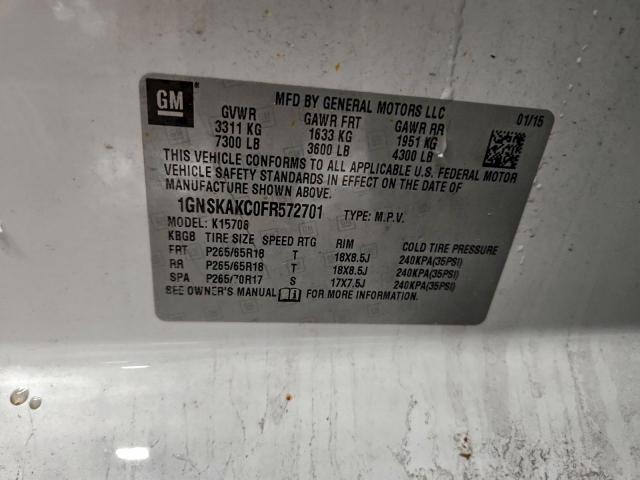 GM
MFD BY GENERAL MOTORS LLC
01/15
GVWR GAWR FRT GAWR RR
3311 KG 1633 KG 1951 KG
7300 LB 3600 LB 4300 LB
THIS VEHICLE CONFORMS TO ALL APPLICABLE U.S. FEDERAL MOTOR
VEHICLE SAFETY STANDARDS IN EFFECT ON THE DATE OF
MANUFACTURE SHOWN ABOVE.
1GNSKAKC0FR572701 TYPE: M.P.V.
MODEL: K15706
KBGB TIRE SIZE SPEED RTG RIM COLD TIRE PRESSURE
FRT P265/65R18 T 18X8.5J 240KPA(35PSI)
RR P265/65R18 T 18X8.5J 240KPA(35PSI)
SPA P265/70R17 S 17X7.5J 240KPA(35PSI)
SEE OWNER'S MANUAL FOR MORE INFORMATION.